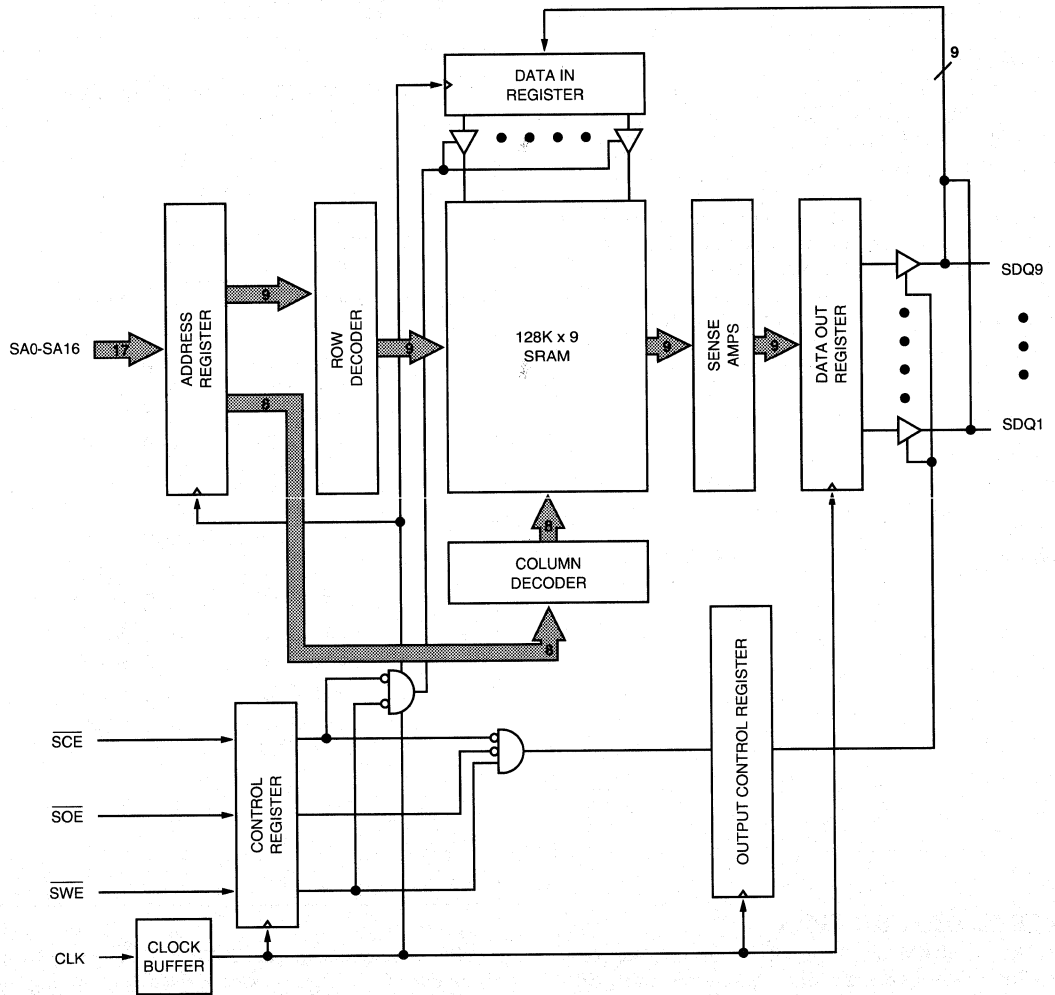 9
DATA IN
REGISTER
ADDRESS
REGISTER
ROW
DECODER
128K x 9
SRAM
SENSE
AMPS
DATA OUT
REGISTER
SA0-SA16
17
9
9
9
9
8
SDQ9
SDQ1
8
COLUMN
DECODER
8
SCE
SOE
SWE
CLK
CONTROL
REGISTER
CLOCK
BUFFER
OUTPUT CONTROL REGISTER